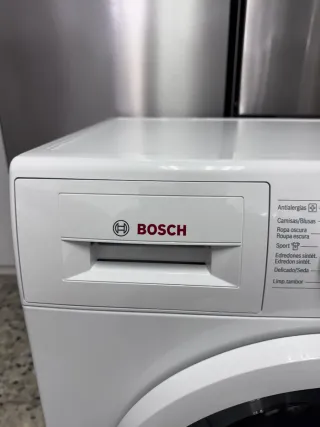 BOSCH
Antialergias
Camisas/Blusas
Ropa oscura
Roupa escura
Sport
Edredones sintét.
Edredon sintét.
Delicado/Seda
Limp. tambor